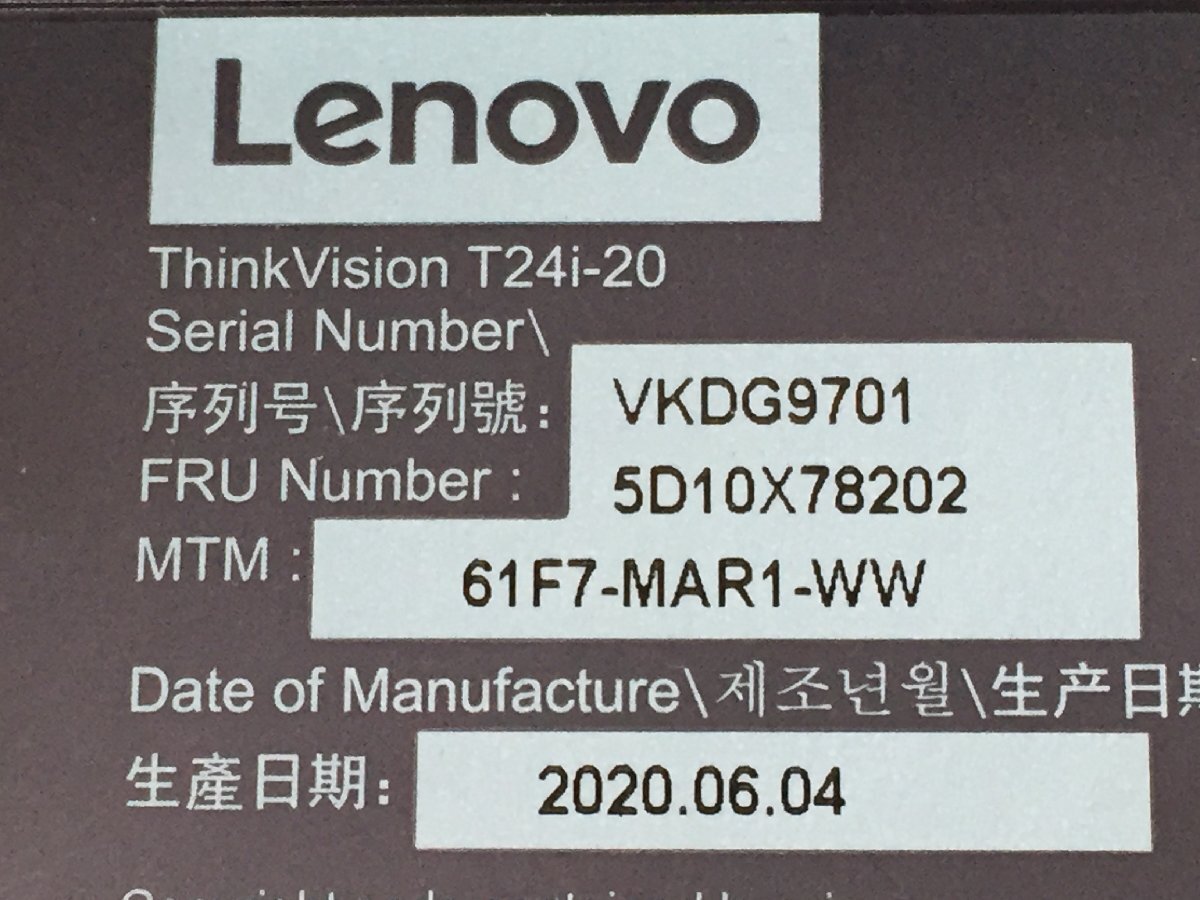 Lenovo
ThinkVision T24i-20
Serial Number\
序列号\序列號: VKDG9701
FRU Number : 5D10X78202
MTM : 61F7-MAR1-WW
Date of Manufacture\제조년월\生产日期
生產日期: 2020.06.04